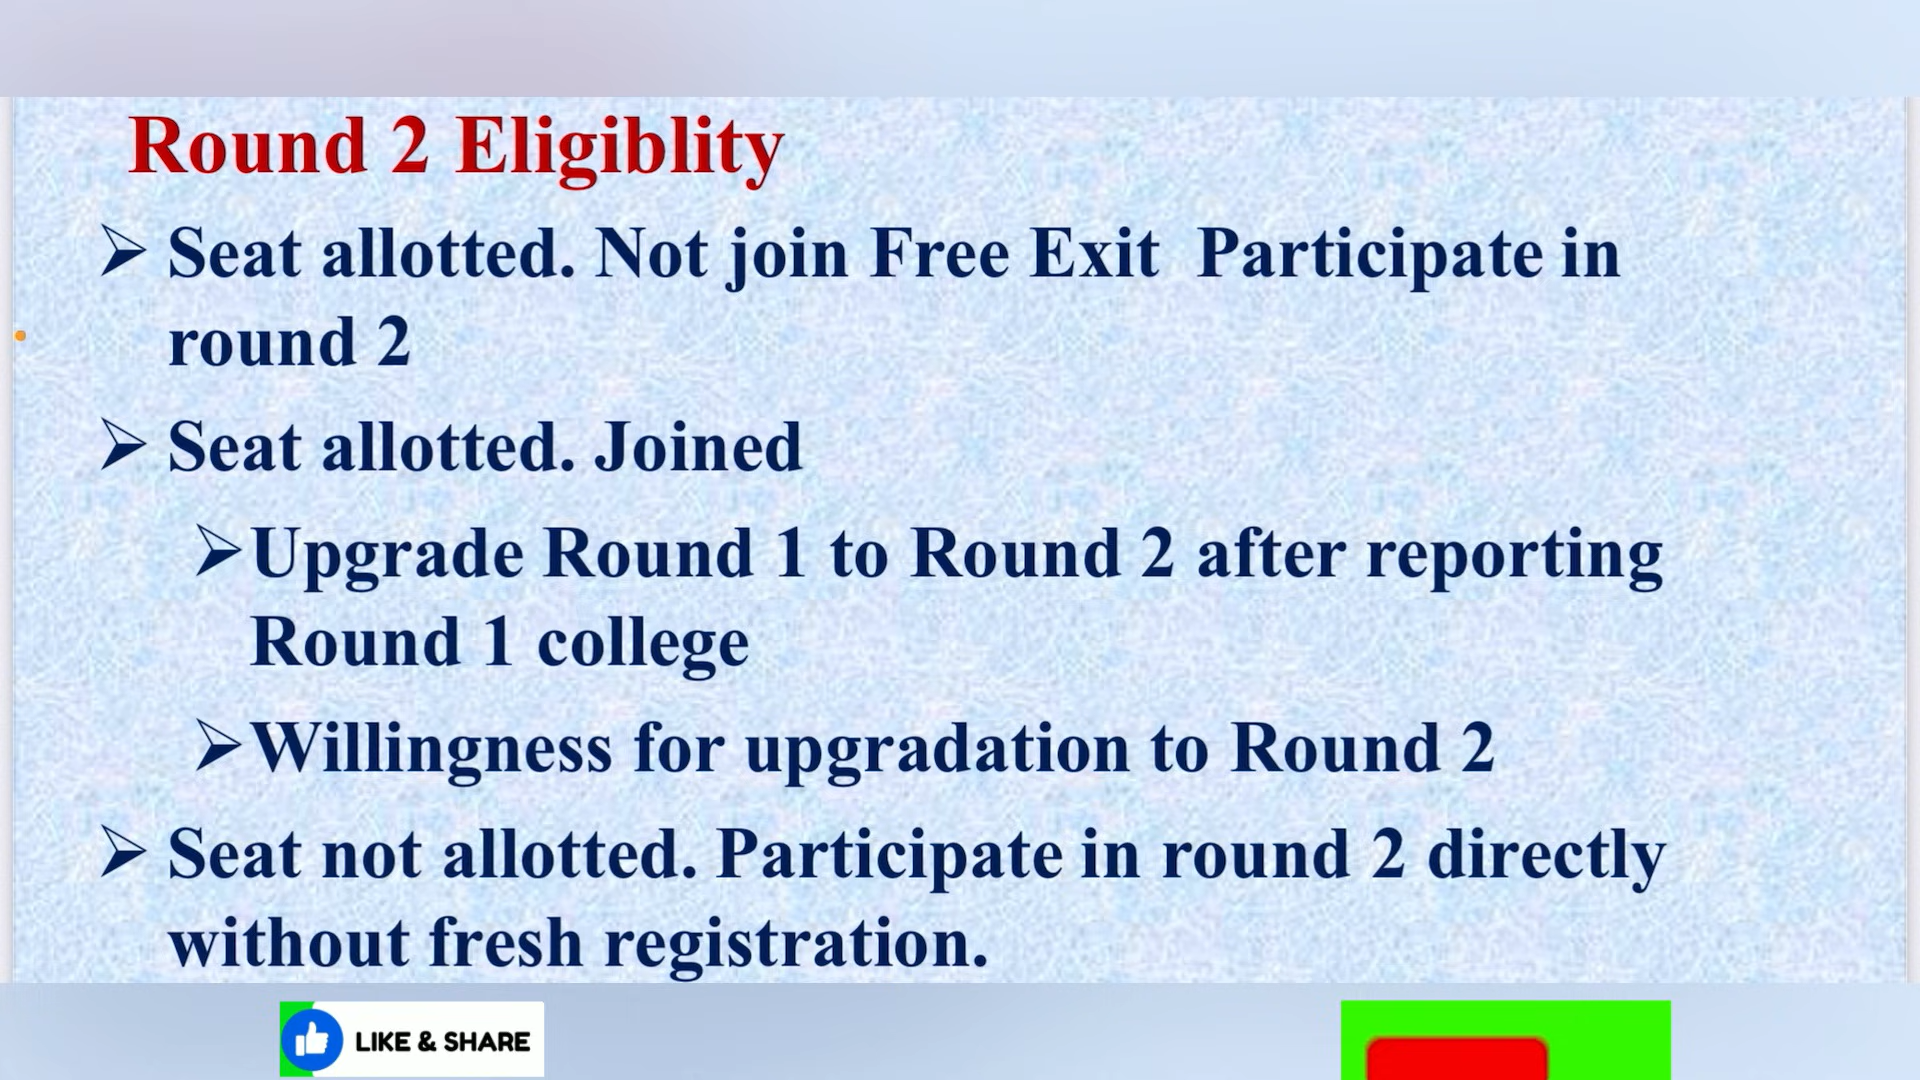 Round 2 Eligiblity
➢ Seat allotted. Not join Free Exit  Participate in
round 2
➢ Seat allotted. Joined
➢Upgrade Round 1 to Round 2 after reporting
Round 1 college
➢Willingness for upgradation to Round 2
➢ Seat not allotted. Participate in round 2 directly
without fresh registration.
LIKE & SHARE